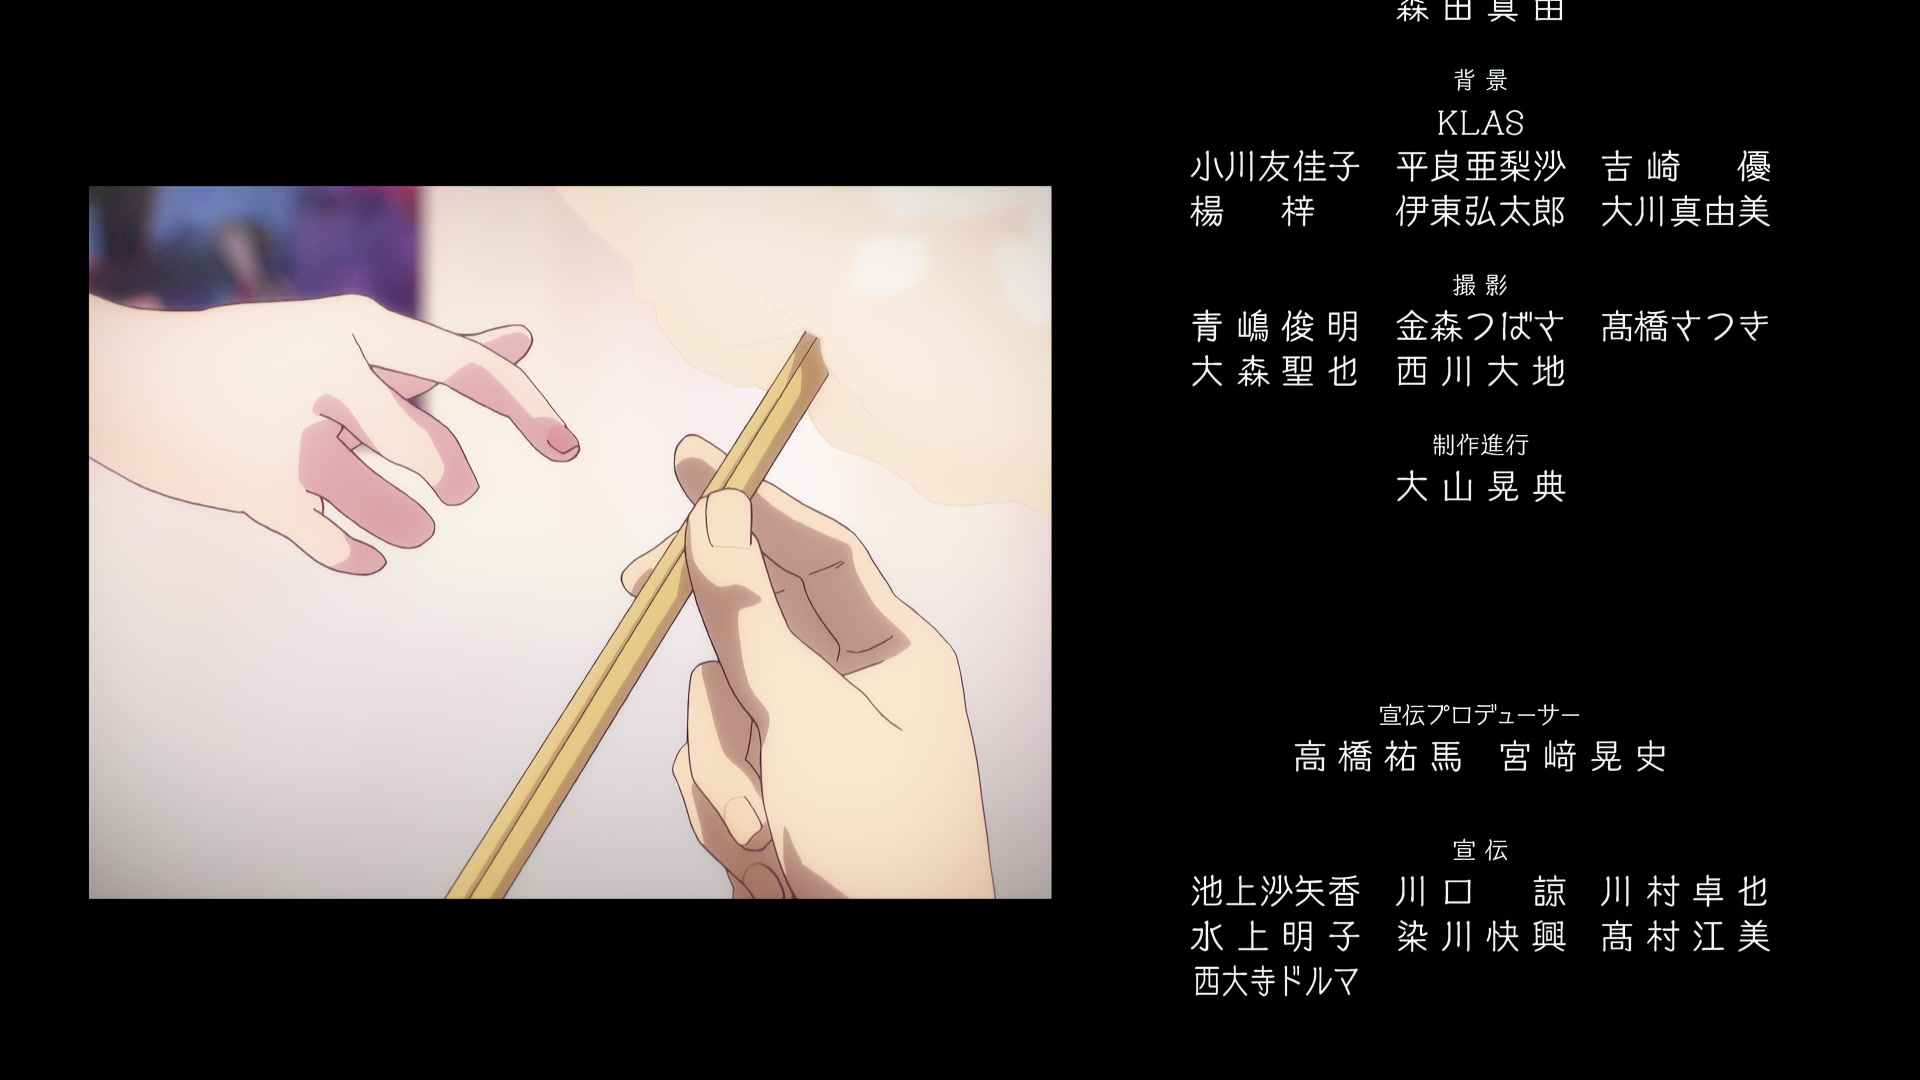 森田真由
背景
KLAS
小川友佳子　平良亜梨沙　吉崎　優
楊　梓　伊東弘太郎　大川真由美
撮影
青嶋俊明　金森つばさ　髙橋さつき
大森聖也　西川大地
制作進行
大山晃典
宣伝プロデューサー
高橋祐馬　宮﨑晃史
宣伝
池上沙矢香　川口　諒　川村卓也
水上明子　染川快興　髙村江美
西大寺ドルマ